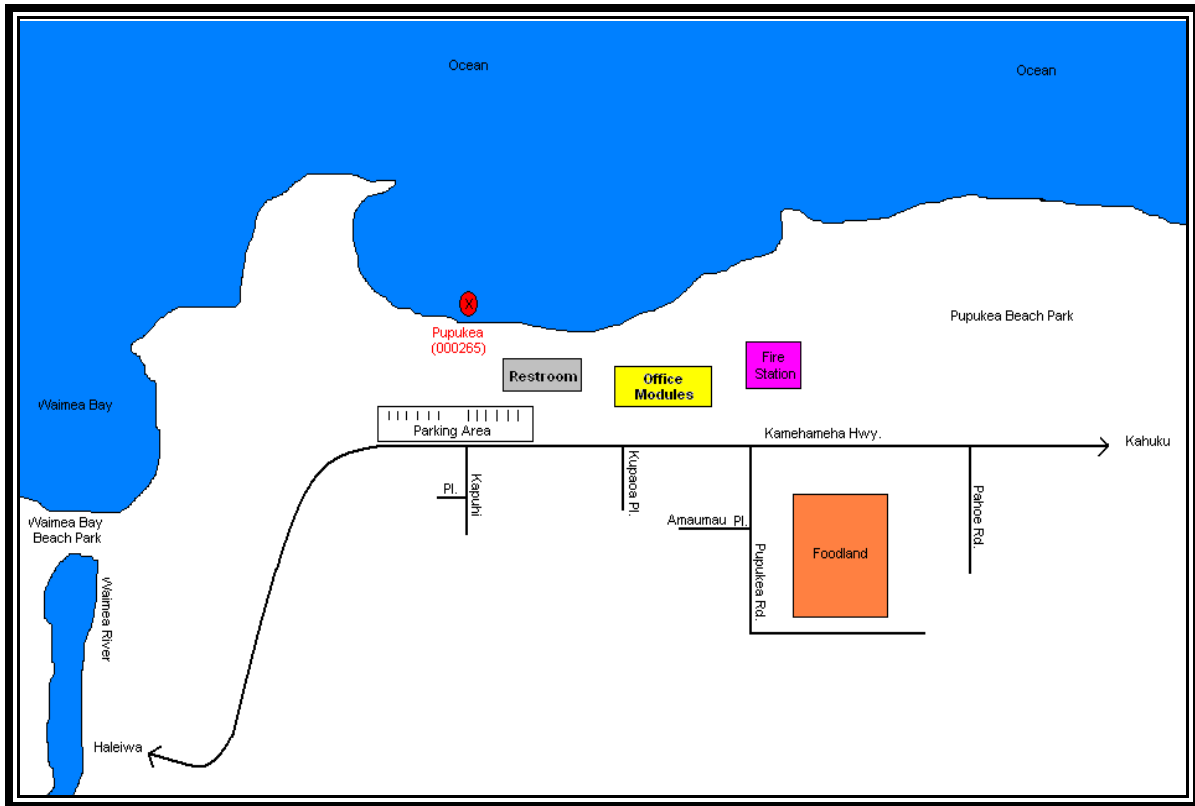 Ocean
Ocean
X
Pupukea
(000265)
Pupukea Beach Park
Fire
Station
Restroom
Office
Modules
Waimea Bay
Parking Area
Kamehameha Hwy.
Kahuku
Pl.
Kapuhi
Kupaoa Pl.
Amaumau Pl.
Pupukea Rd.
Foodland
Pahoe Rd.
Waimea Bay
Beach Park
Waimea River
Haleiwa